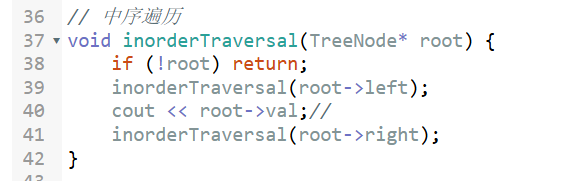 36 // 中序遍历
37 void inorderTraversal(TreeNode* root) {
38     if (!root) return;
39     inorderTraversal(root->left);
40     cout << root->val;//
41     inorderTraversal(root->right);
42 }